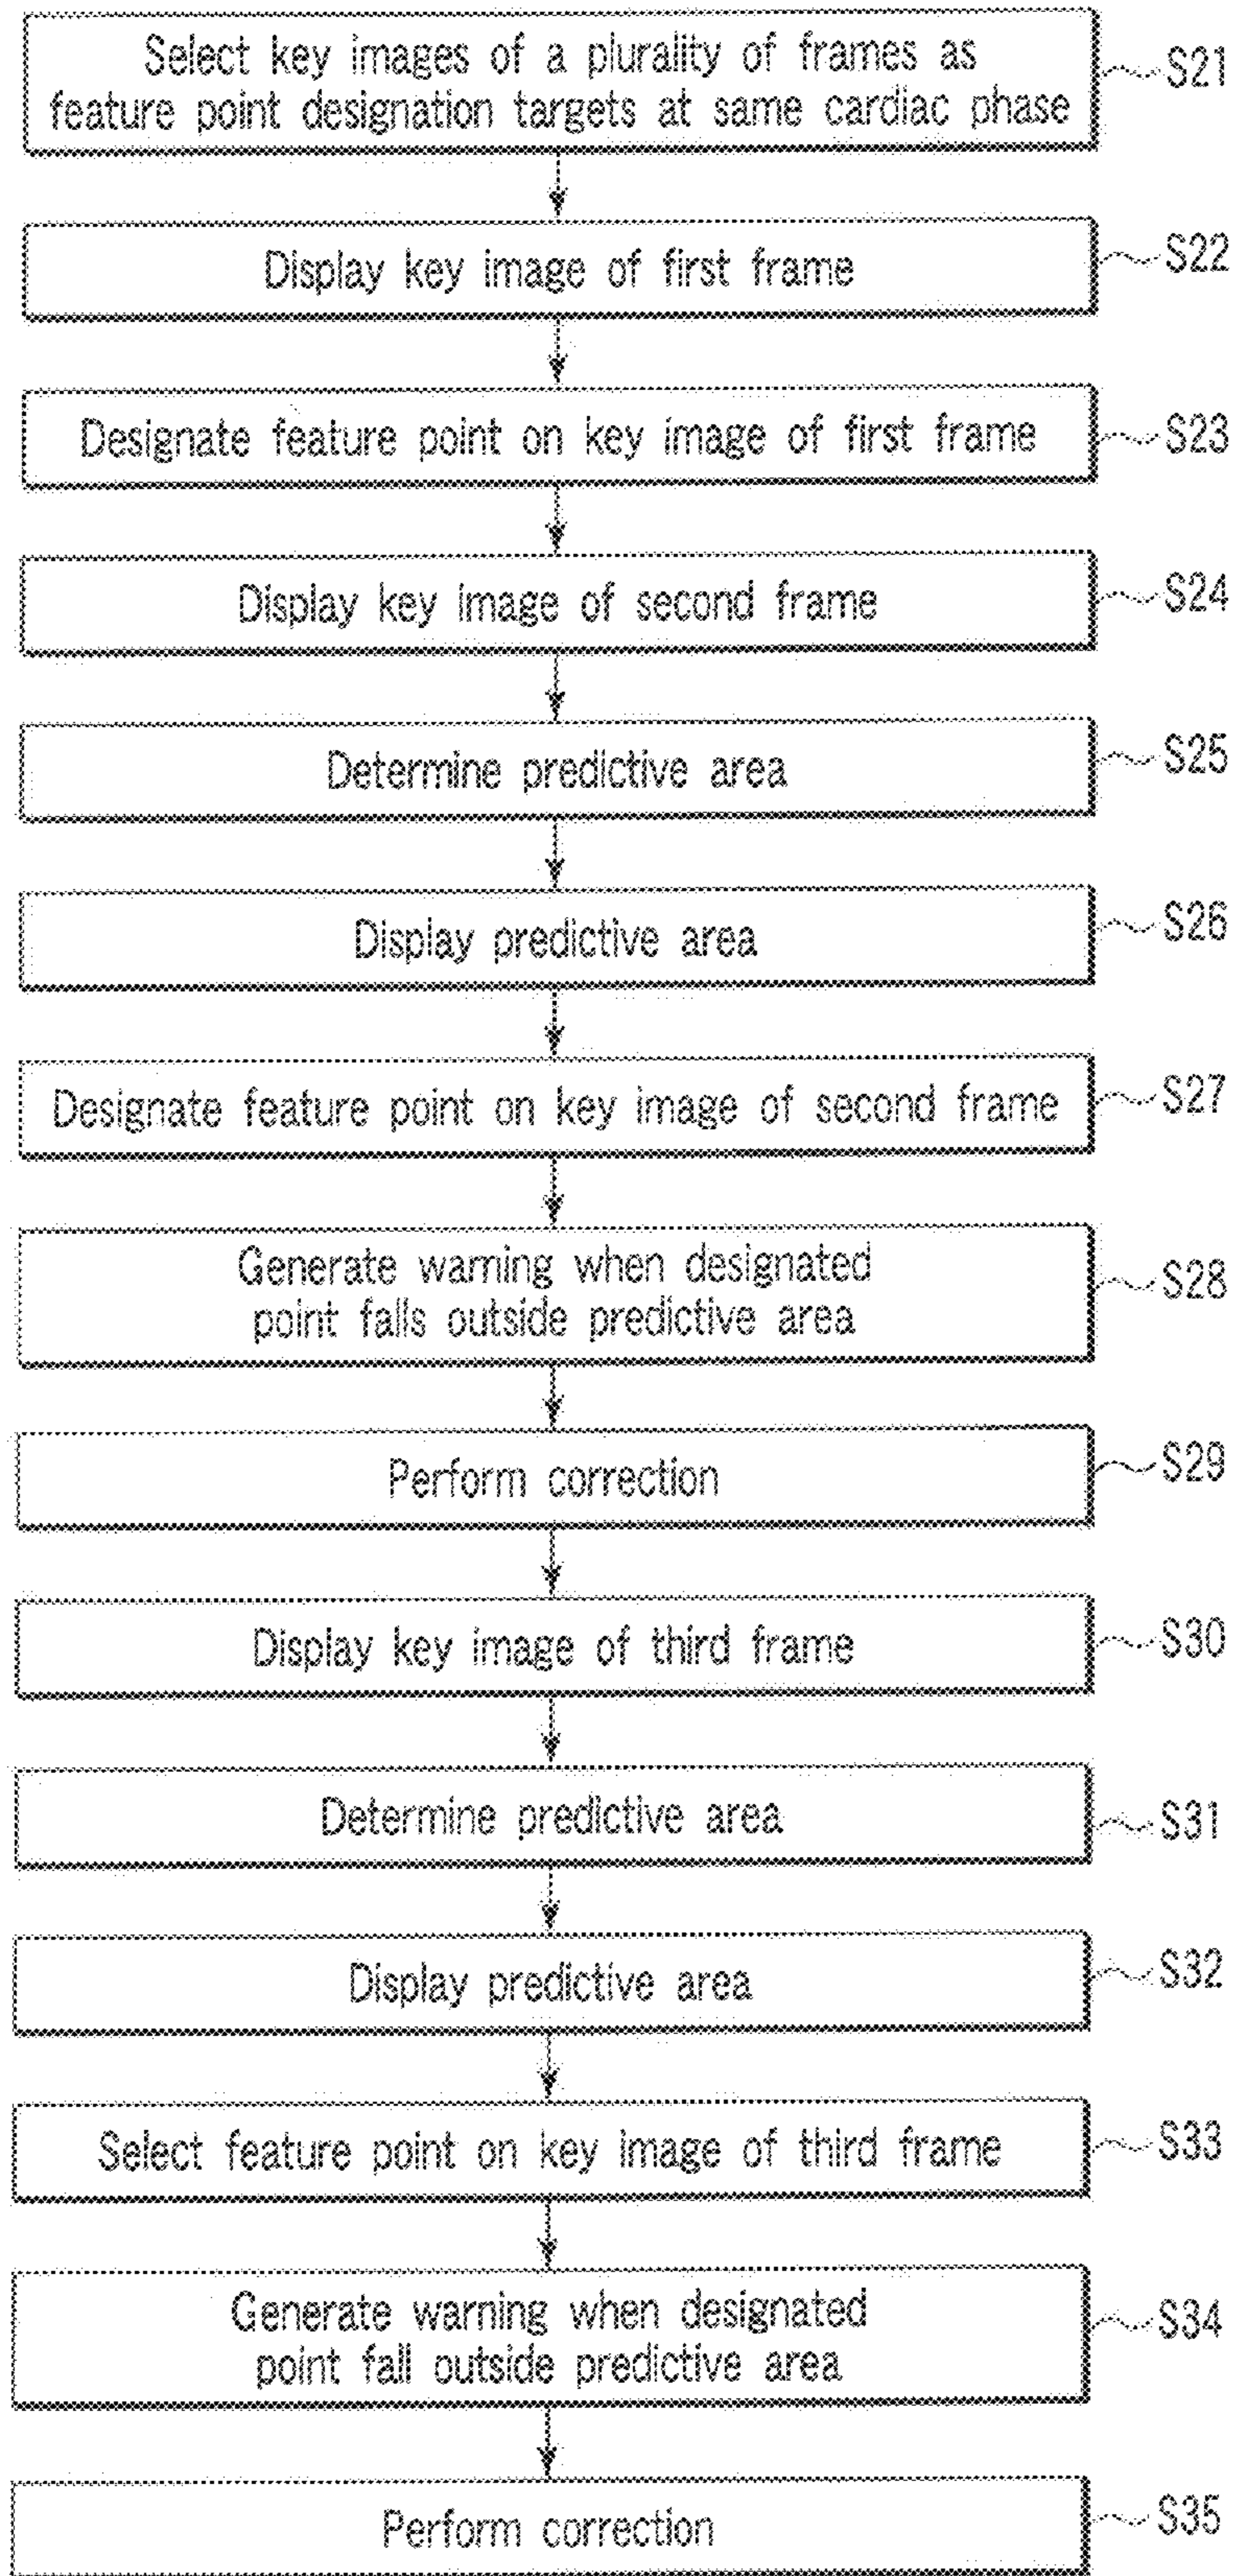 Select key images of a plurality of frames as
feature point designation targets at same cardiac phase
S21
Display key image of first frame
S22
Designate feature point on key image of first frame
S23
Display key image of second frame
S24
Determine predictive area
S25
Display predictive area
S26
Designate feature point on key image of second frame
S27
Generate warning when designated
point falls outside predictive area
S28
Perform correction
S29
Display key image of third frame
S30
Determine predictive area
S31
Display predictive area
S32
Select feature point on key image of third frame
S33
Generate warning when designated
point fall outside predictive area
S34
Perform correction
S35